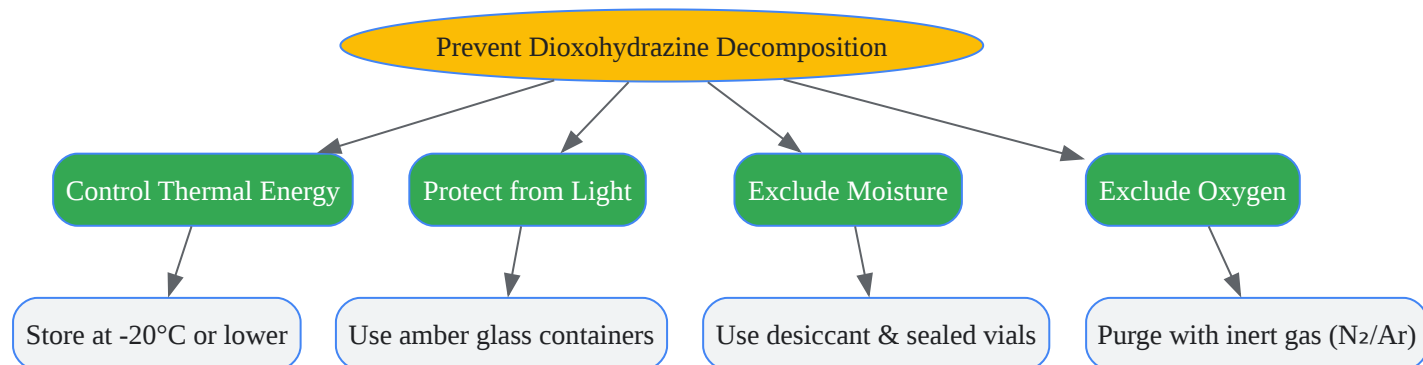 Prevent Dioxohydrazine Decomposition
Control Thermal Energy
Protect from Light
Exclude Moisture
Exclude Oxygen
Store at -20°C or lower
Use amber glass containers
Use desiccant & sealed vials
Purge with inert gas (N₂/Ar)